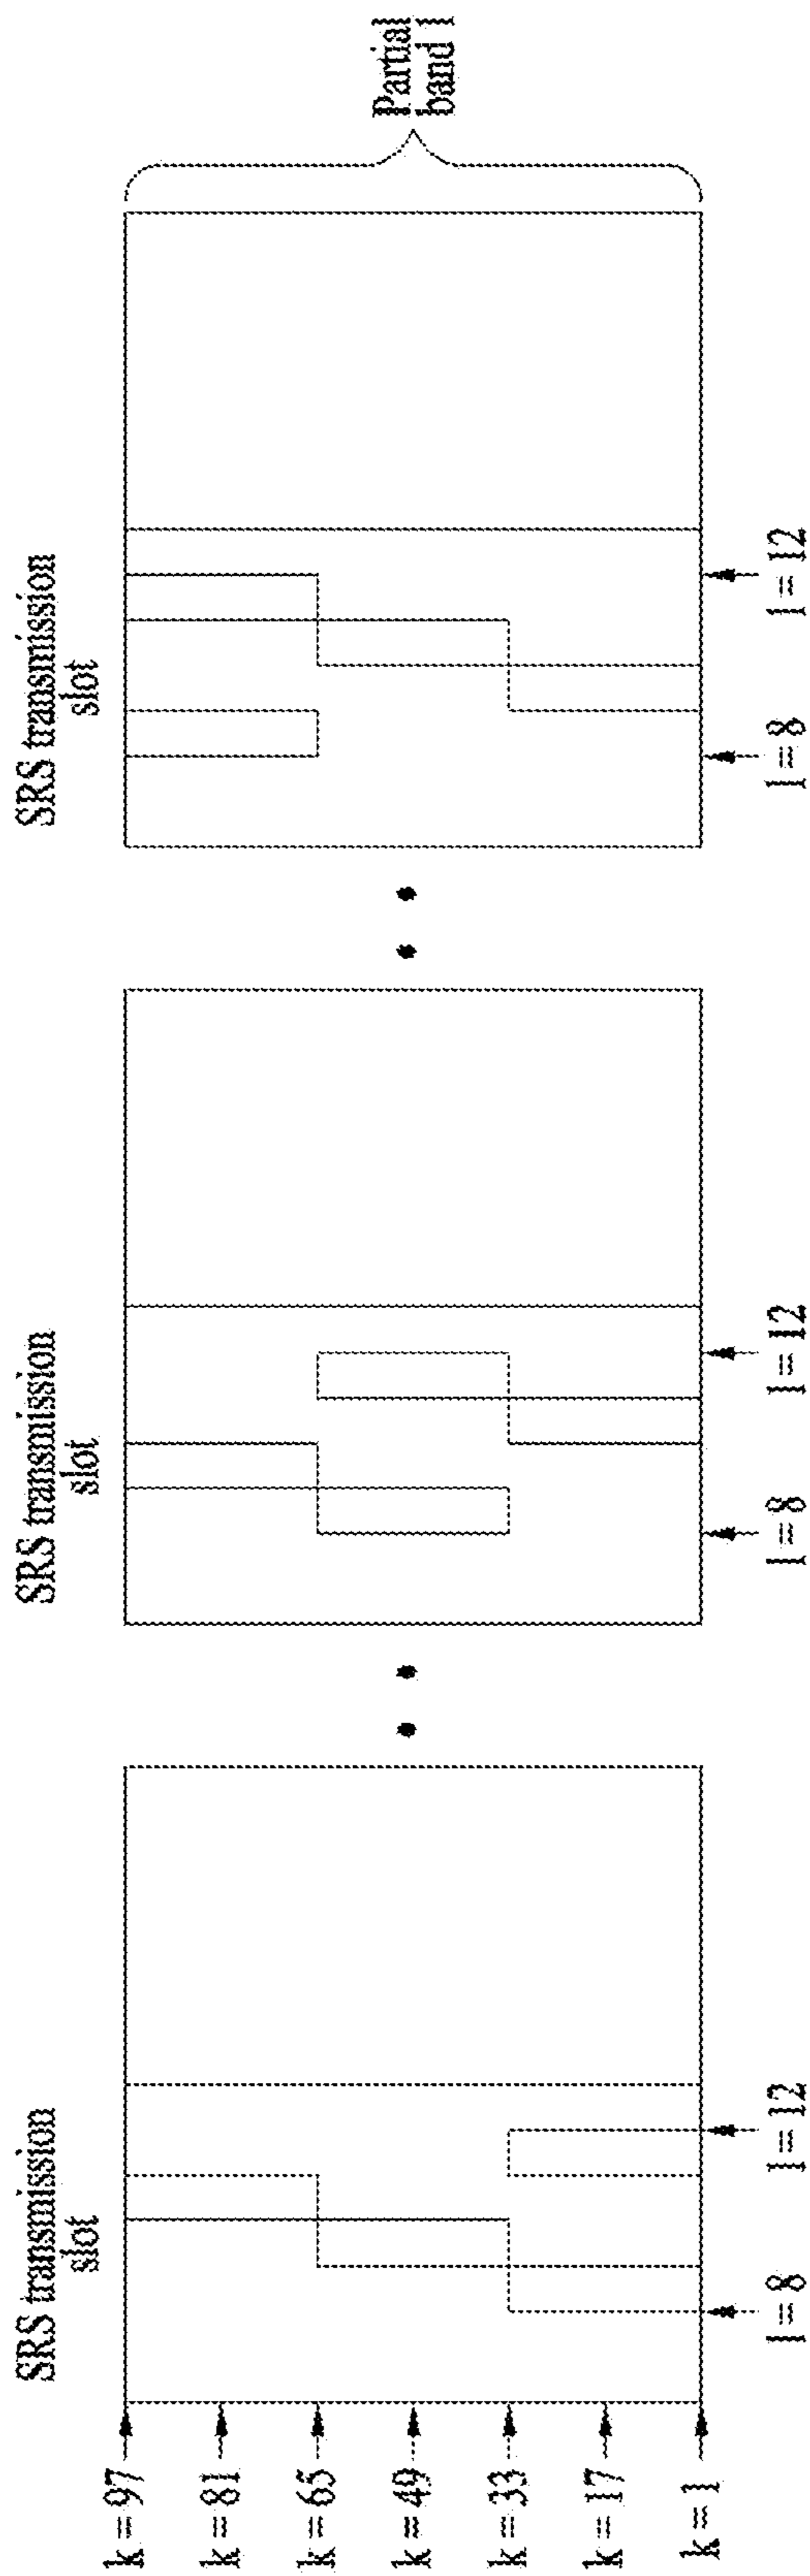 SRS transmission
slot
SRS transmission
slot
SRS transmission
slot
k = 97
k = 81
k = 65
k = 49
k = 33
k = 17
k = 1
Partial
band 1
l = 8
l = 12
l = 8
l = 12
l = 8
l = 12